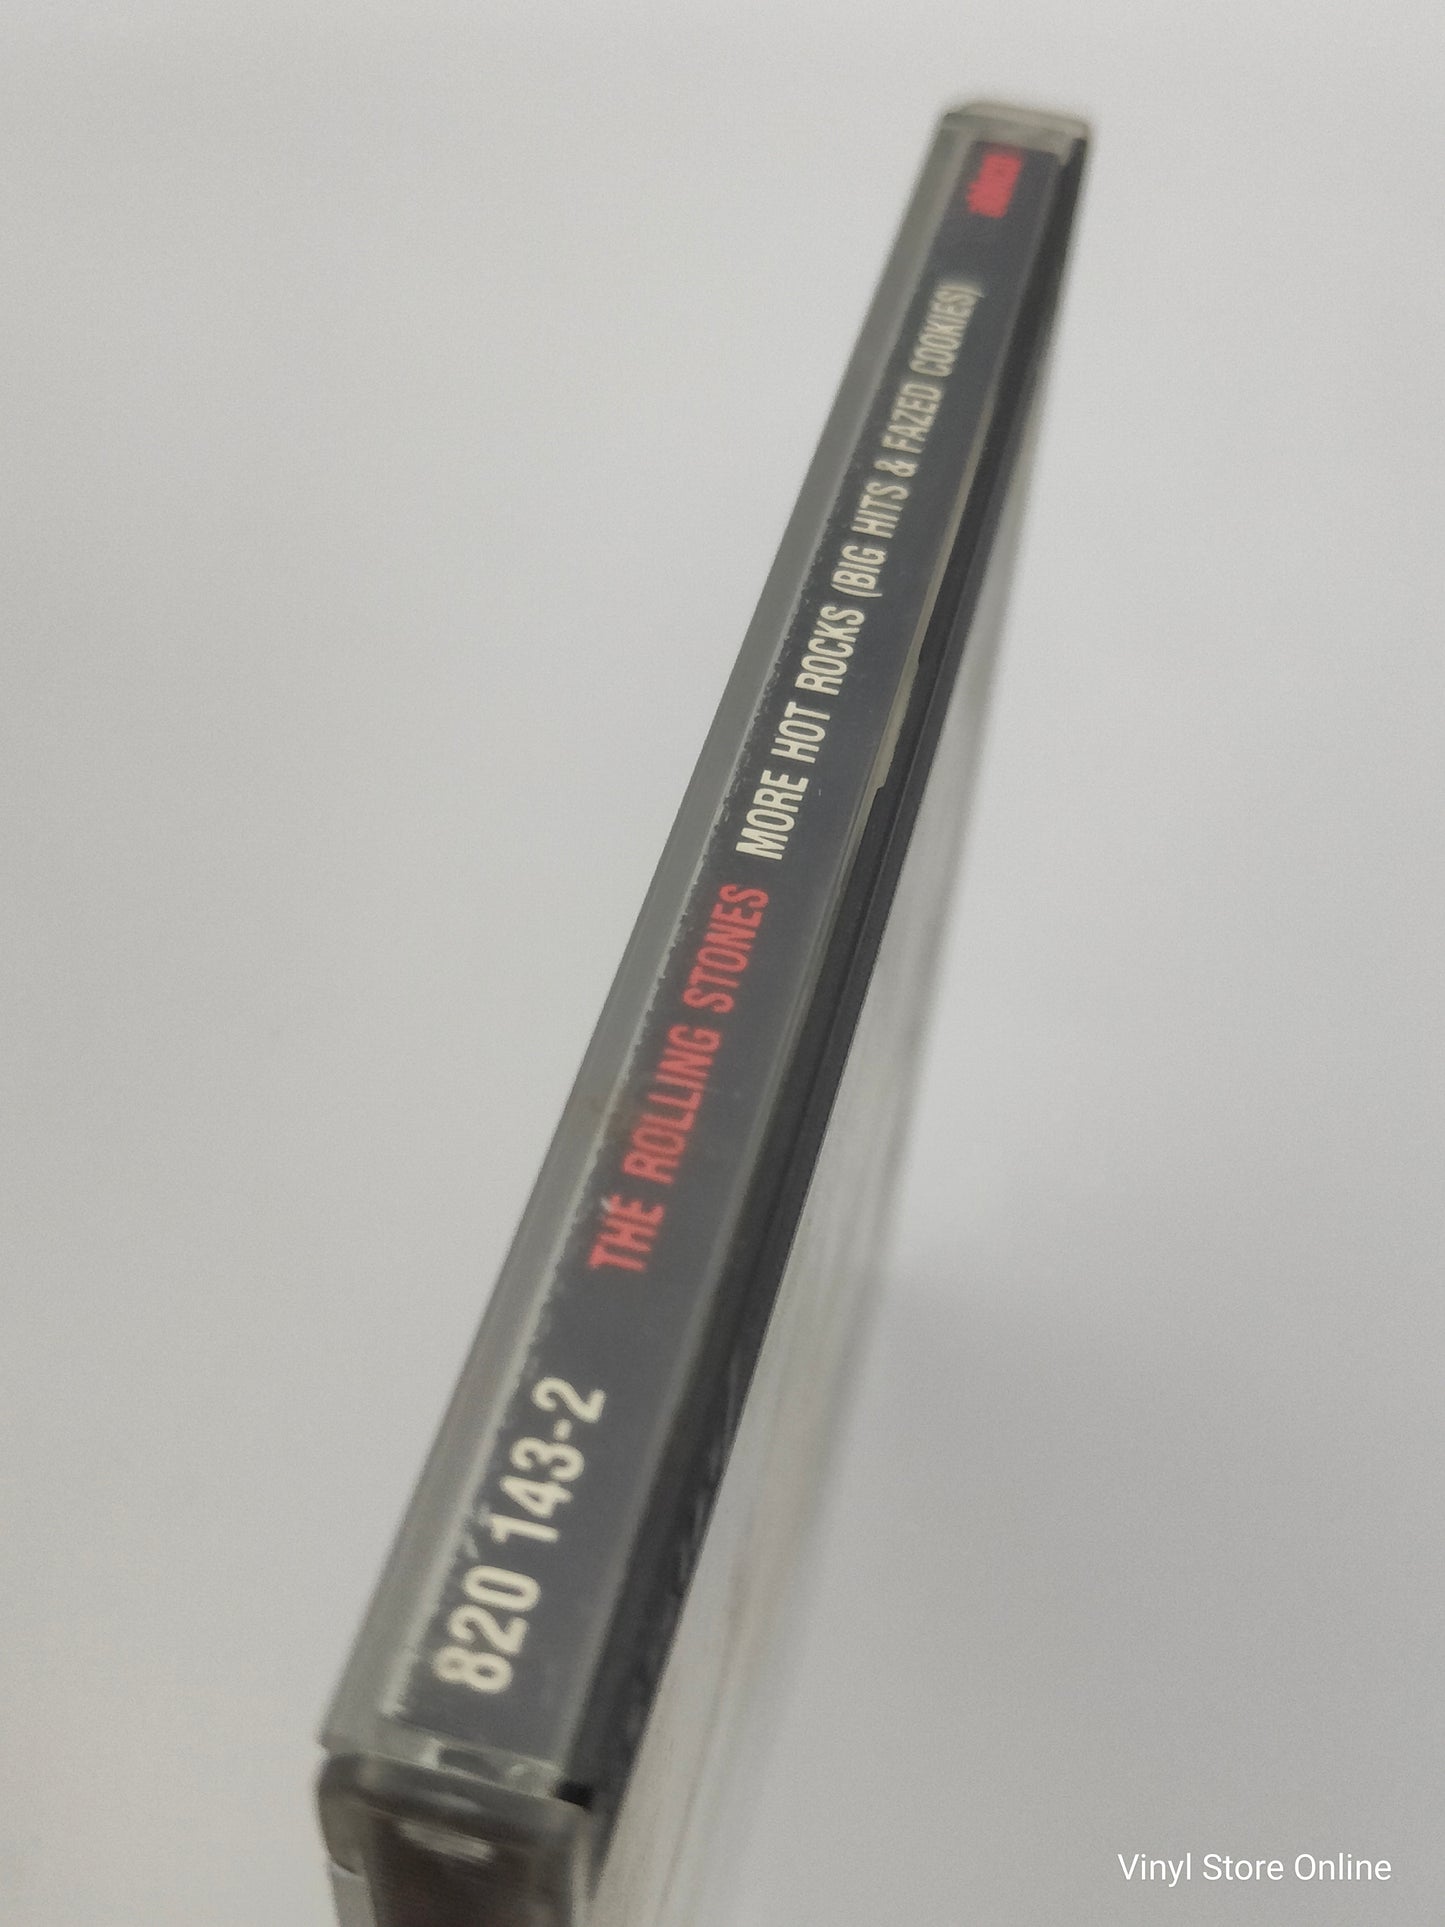 820 143-2 THE ROLLING STONES MORE HOT ROCKS (BIG HITS & FAZED COOKIES)
Vinyl Store Online